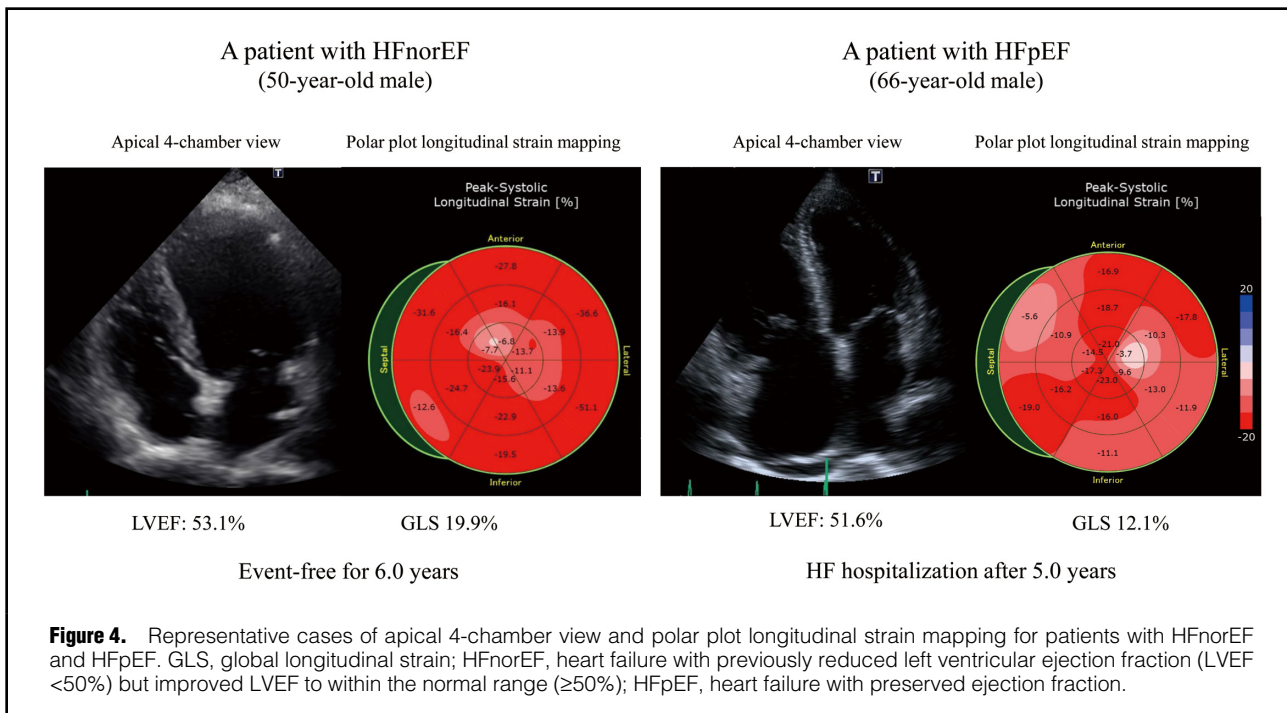 A patient with HFnorEF
(50-year-old male)
Apical 4-chamber view
Polar plot longitudinal strain mapping
T
Peak-Systolic
Longitudinal Strain [%]
Anterior
-27.8
-31.6
-16.1
-36.6
-16.4
-13.9
-6.8
-7.7
-13.7
Septal
Lateral
-23.9
-11.1
-15.6
-24.7
-13.6
-12.6
-51.1
-22.9
-19.5
Inferior
LVEF: 53.1%
GLS 19.9%
Event-free for 6.0 years
A patient with HFpEF
(66-year-old male)
Apical 4-chamber view
Polar plot longitudinal strain mapping
T
Peak-Systolic
Longitudinal Strain [%]
Anterior
-16.9
20
-5.6
-18.7
-17.8
-10.9
-10.3
-21.0
-14.5
-3.7
Septal
Lateral
-17.3
-9.6
-23.0
-16.2
-13.0
-19.0
-11.9
-16.0
-20
-11.1
Inferior
LVEF: 51.6%
GLS 12.1%
HF hospitalization after 5.0 years
Figure 4. Representative cases of apical 4-chamber view and polar plot longitudinal strain mapping for patients with HFnorEF
and HFpEF. GLS, global longitudinal strain; HFnorEF, heart failure with previously reduced left ventricular ejection fraction (LVEF
<50%) but improved LVEF to within the normal range (≥50%); HFpEF, heart failure with preserved ejection fraction.